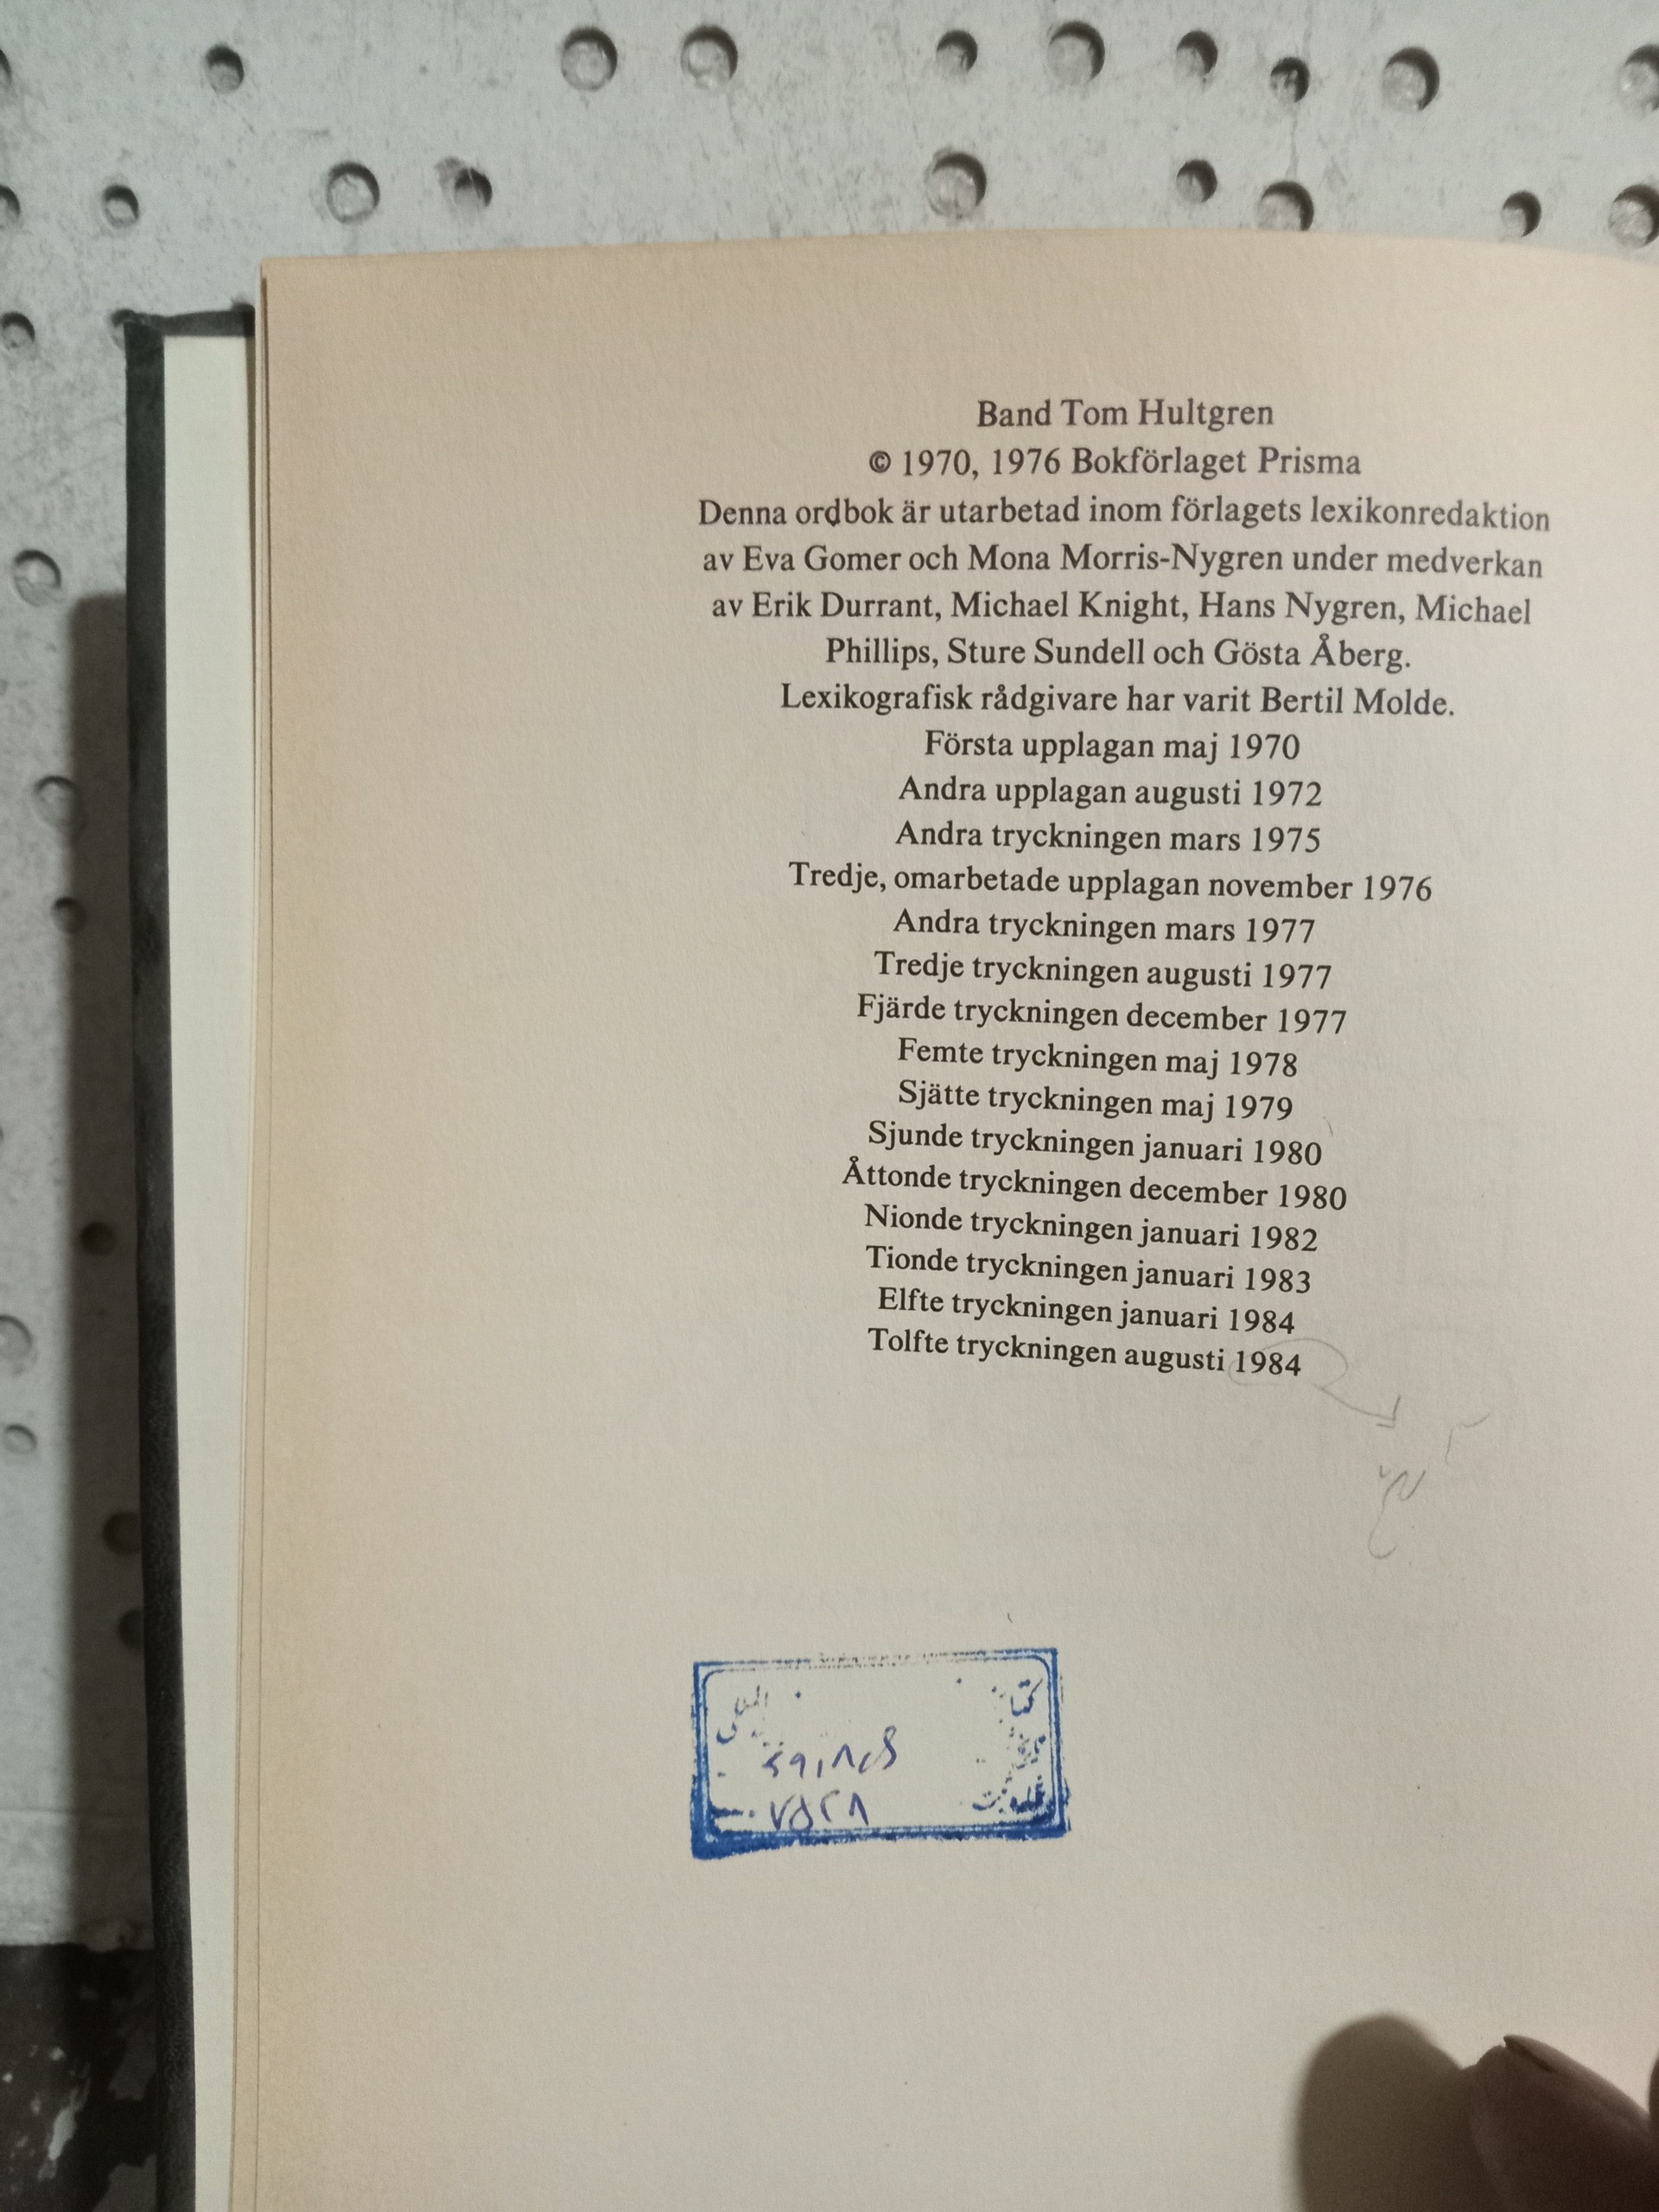 Band Tom Hultgren
© 1970, 1976 Bokförlaget Prisma
Denna ordbok är utarbetad inom förlagets lexikonredaktion
av Eva Gomer och Mona Morris-Nygren under medverkan
av Erik Durrant, Michael Knight, Hans Nygren, Michael
Phillips, Sture Sundell och Gösta Åberg.
Lexikografisk rådgivare har varit Bertil Molde.
Första upplagan maj 1970
Andra upplagan augusti 1972
Andra tryckningen mars 1975
Tredje, omarbetade upplagan november 1976
Andra tryckningen mars 1977
Tredje tryckningen augusti 1977
Fjärde tryckningen december 1977
Femte tryckningen maj 1978
Sjätte tryckningen maj 1979
Sjunde tryckningen januari 1980
Åttonde tryckningen december 1980
Nionde tryckningen januari 1982
Tionde tryckningen januari 1983
Elfte tryckningen januari 1984
Tolfte tryckningen augusti 1984